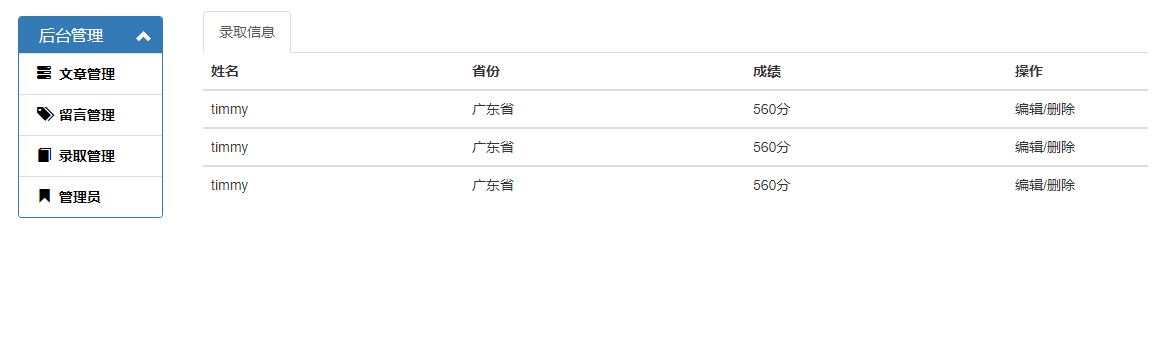 后台管理
文章管理
留言管理
录取管理
管理员
录取信息
姓名 省份 成绩 操作
timmy 广东省 560分 编辑/删除
timmy 广东省 560分 编辑/删除
timmy 广东省 560分 编辑/删除